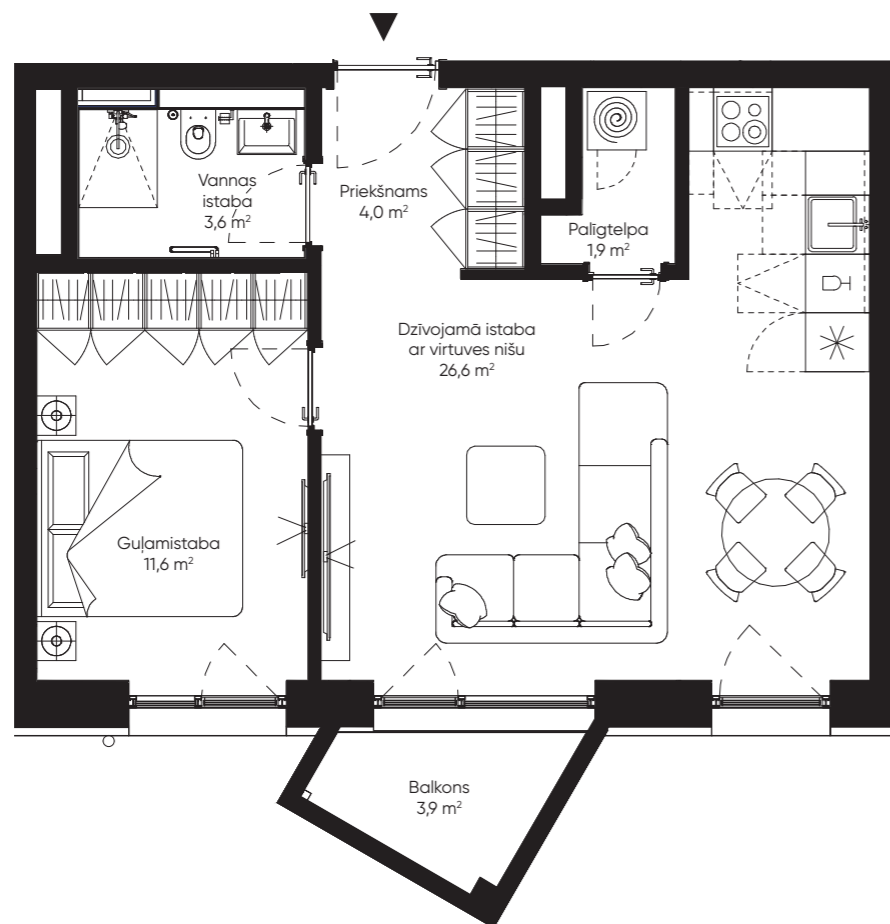 Vannas
istaba
3,6 m²
Priekšnams
4,0 m²
Palīgtelpa
1,9 m²
Dzīvojamā istaba
ar virtuves nišu
26,6 m²
Guļamistaba
11,6 m²
Balkons
3,9 m²